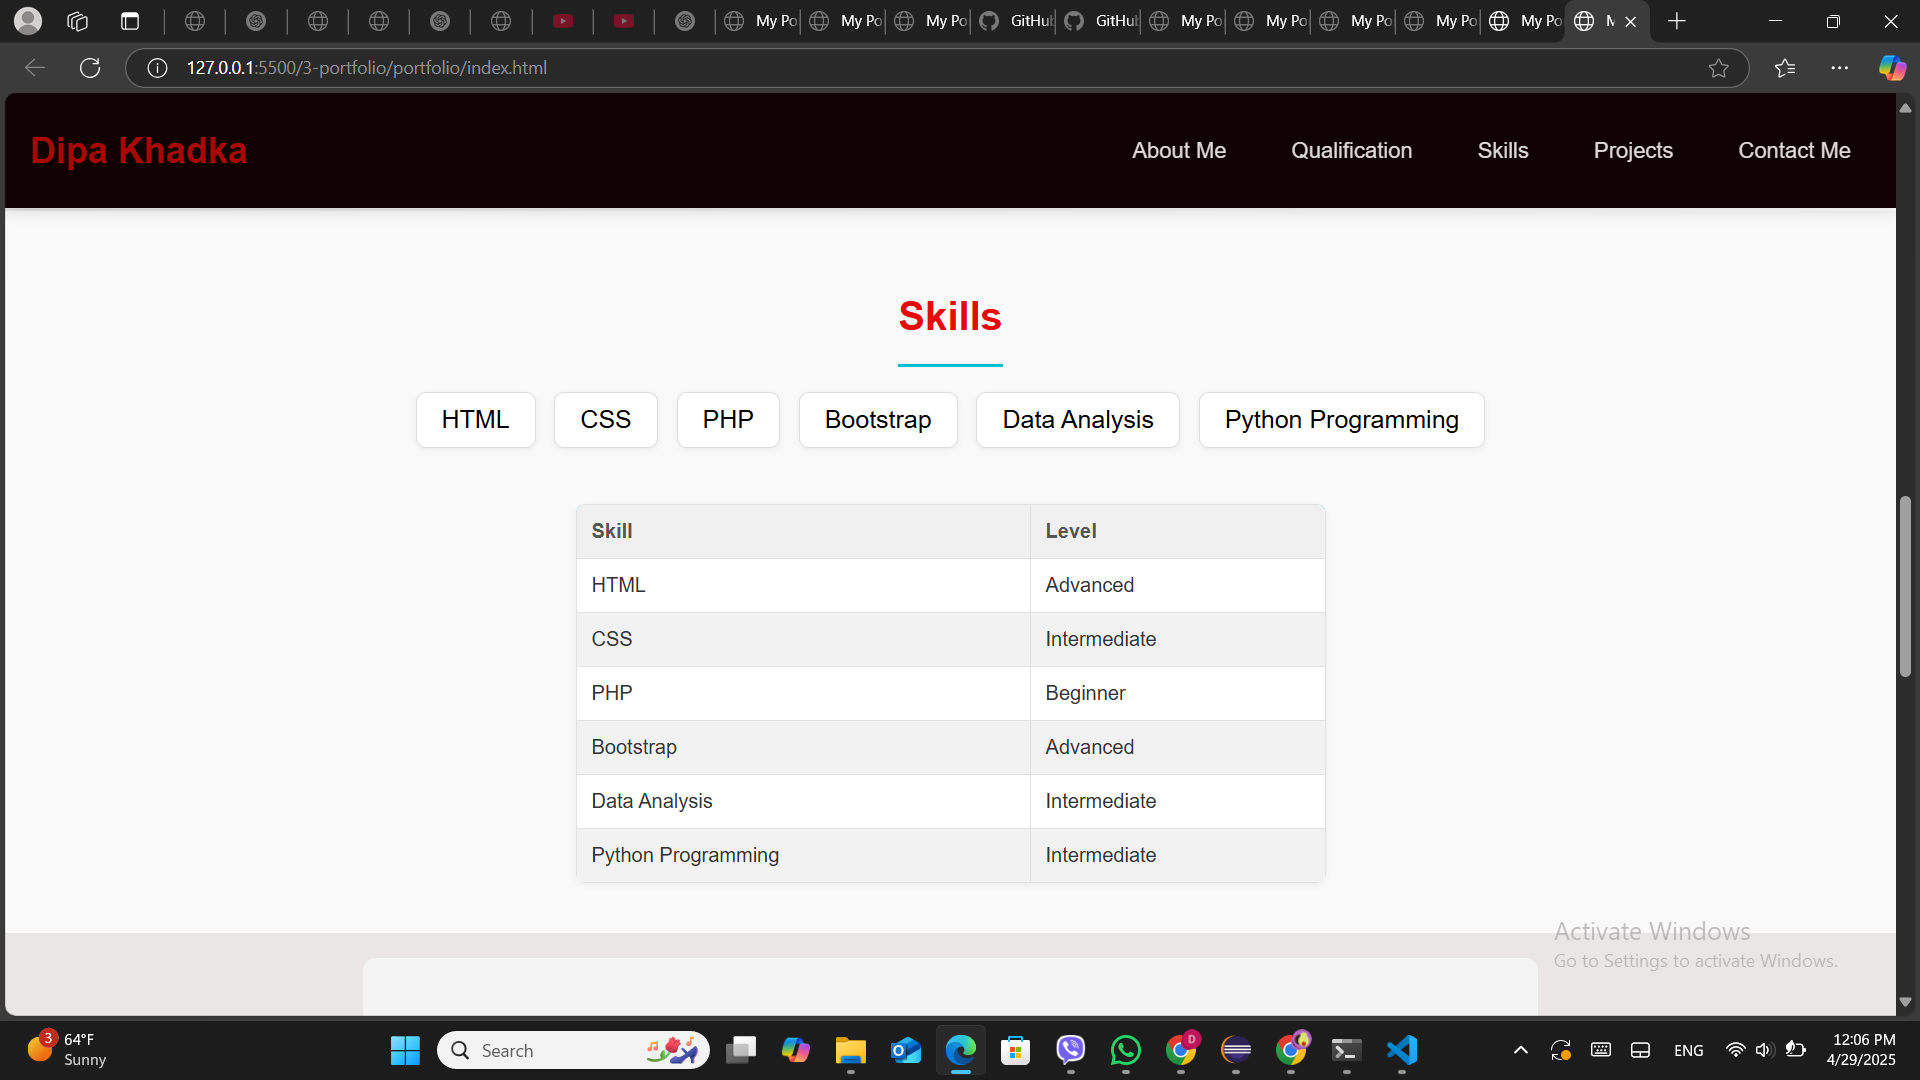 My Po
My Po
My Po
GitHub
GitHub
My Po
My Po
My Po
My Po
My Po
127.0.0.1:5500/3-portfolio/portfolio/index.html
Dipa Khadka
About Me
Qualification
Skills
Projects
Contact Me
Skills
HTML
CSS
PHP
Bootstrap
Data Analysis
Python Programming
Skill Level
HTML Advanced
CSS Intermediate
PHP Beginner
Bootstrap Advanced
Data Analysis Intermediate
Python Programming Intermediate
Activate Windows
Go to Settings to activate Windows.
3
64°F
Sunny
Search
D
ENG
12:06 PM
4/29/2025